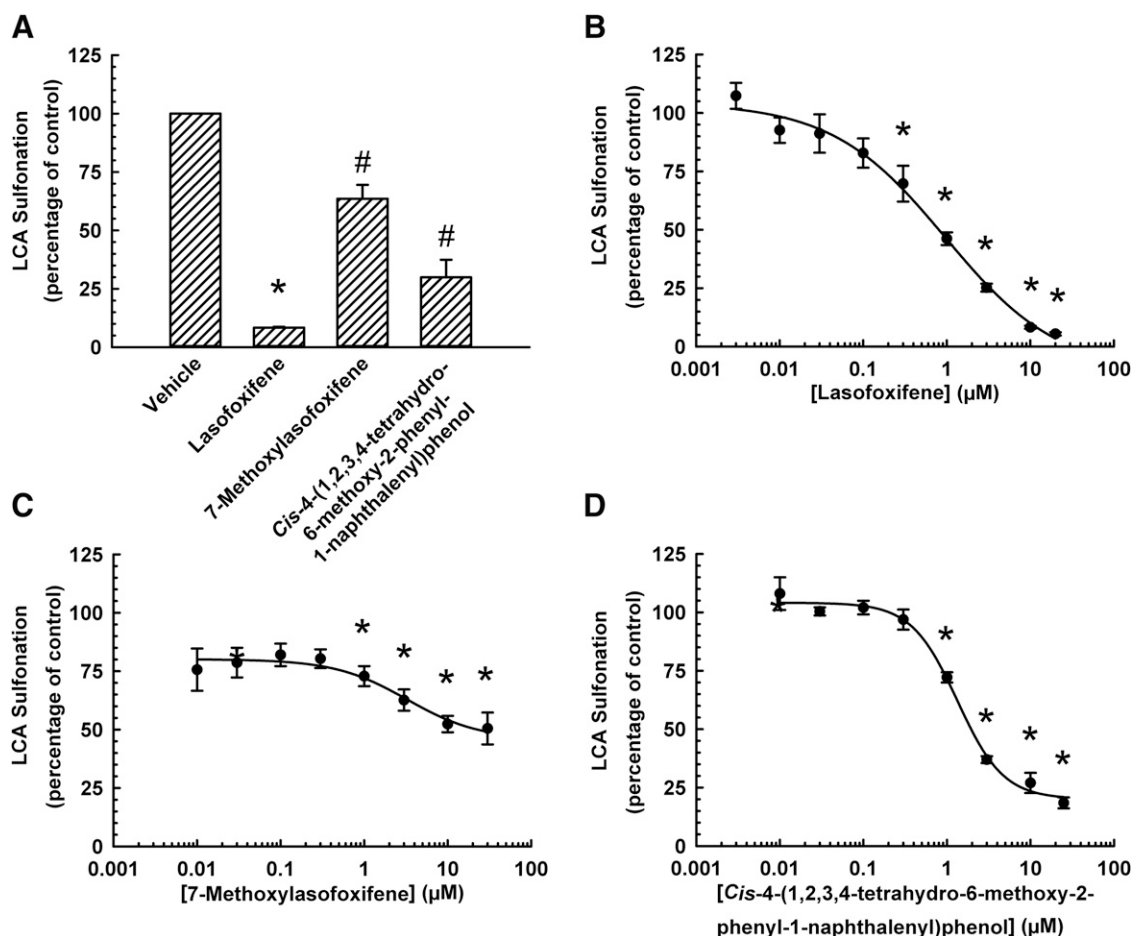 A
LCA Sulfonation
(percentage of control)
125
100
75
50
25
0
*
#
#
Vehicle
Lasofoxifene
7-Methoxylasofoxifene
Cis-4-(1,2,3,4-tetrahydro-
6-methoxy-2-phenyl-
1-naphthalenyl)phenol
B
LCA Sulfonation
(percentage of control)
125
100
75
50
25
0
* * * * *
0.001 0.01 0.1 1 10 100
[Lasofoxifene] (µM)
C
LCA Sulfonation
(percentage of control)
125
100
75
50
25
0
* * * * *
0.001 0.01 0.1 1 10 100
[7-Methoxylasofoxifene] (µM)
D
LCA Sulfonation
(percentage of control)
125
100
75
50
25
0
* * * * *
0.001 0.01 0.1 1 10 100
[Cis-4-(1,2,3,4-tetrahydro-6-methoxy-2-
phenyl-1-naphthalenyl)phenol] (µM)